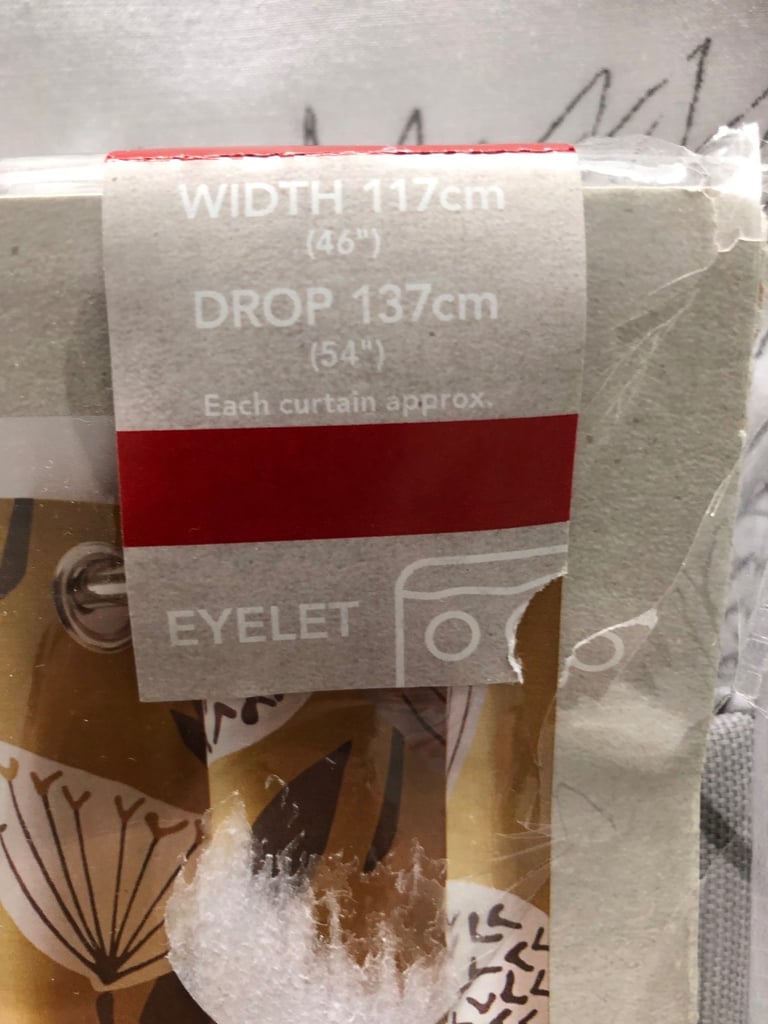 WIDTH 117cm
(46")
DROP 137cm
(54")
Each curtain approx.
EYELET